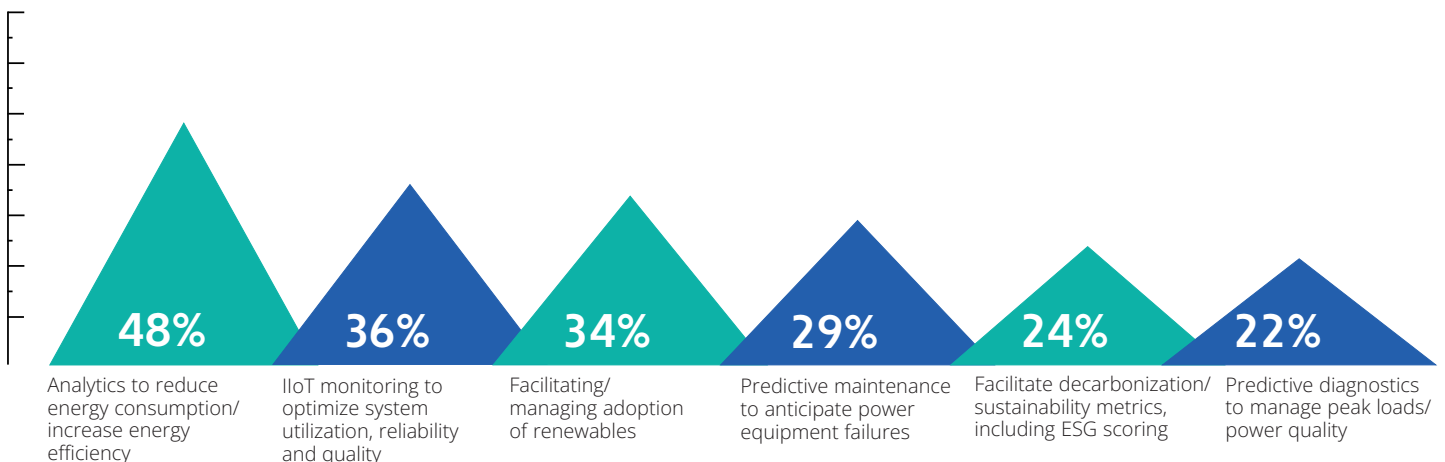 48%
36%
34%
29%
24%
22%
Analytics to reduce
energy consumption/
increase energy
efficiency
IIoT monitoring to
optimize system
utilization, reliability
and quality
Facilitating/
managing adoption
of renewables
Predictive maintenance
to anticipate power
equipment failures
Facilitate decarbonization/
sustainability metrics,
including ESG scoring
Predictive diagnostics
to manage peak loads/
power quality